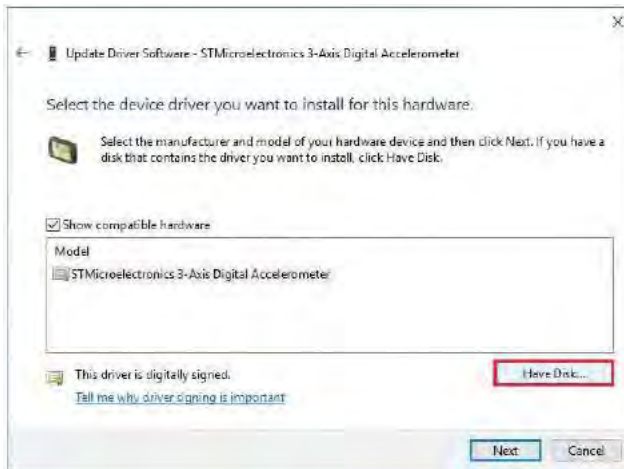 Update Driver Software - STMicroelectronics 3-Axis Digital Accelerometer
Select the device driver you want to install for this hardware.
Select the manufacturer and model of your hardware device and then click Next. If you have a
disk that contains the driver you want to install, click Have Disk.
Show compatible hardware
Model
STMicroelectronics 3-Axis Digital Accelerometer
This driver is digitally signed.
Have Disk...
Tell me why driver signing is important
Next
Cancel